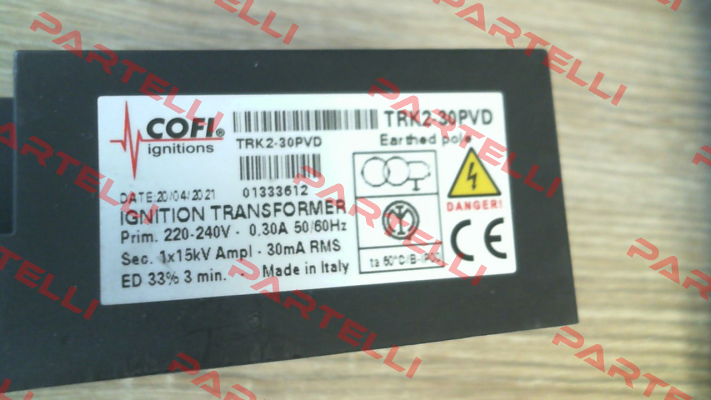 COFI®
ignitions
TRK2-30PVD
TRK2-30PVD
Earthed pole
DATE:20/04/2021
01333612
IGNITION TRANSFORMER
Prim. 220-240V - 0.30A 50/60Hz
Sec. 1x15kV Ampl - 30mA RMS
ED 33% 3 min. - Made in Italy
DANGER!
CE
PARTELLI
PARTELLI
PARTELLI
PARTELLI
PARTELLI
PARTELLI
PARTELLI